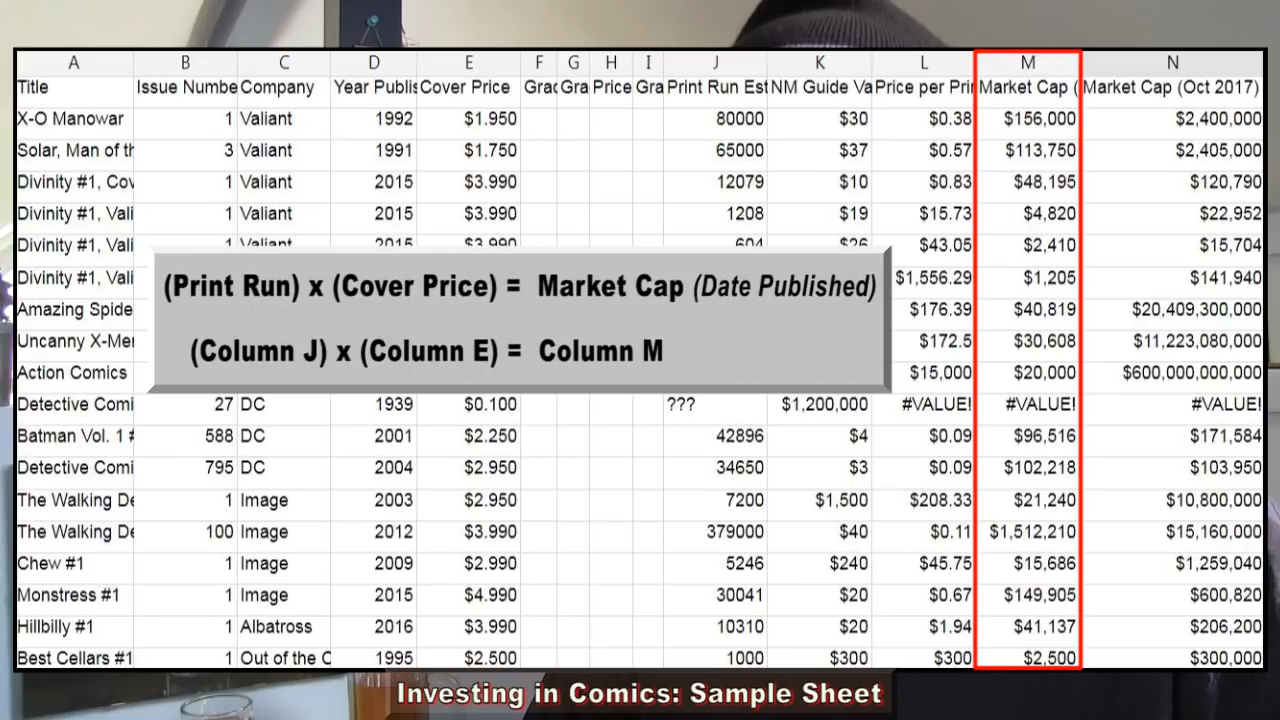 A B C D E F G H I J K L M N
Title Issue Numbe Company Year Publis Cover Price Grad Gra Price Gra Print Run Est NM Guide Va Price per Prin Market Cap ( Market Cap (Oct 2017)
X-O Manowar 1 Valiant 1992 $1.950 80000 $30 $0.38 $156,000 $2,400,000
Solar, Man of th 3 Valiant 1991 $1.750 65000 $37 $0.57 $113,750 $2,405,000
Divinity #1, Cov 1 Valiant 2015 $3.990 12079 $10 $0.83 $48,195 $120,790
Divinity #1, Vali 1 Valiant 2015 $3.990 1208 $19 $15.73 $4,820 $22,952
Divinity #1, Vali 1 Valiant 2015 $3.990 604 $26 $43.05 $2,410 $15,704
Divinity #1, Vali $1,556.29 $1,205 $141,940
Amazing Spide $176.39 $40,819 $20,409,300,000
Uncanny X-Mer $172.5 $30,608 $11,223,080,000
Action Comics $15,000 $20,000 $600,000,000,000
(Print Run) x (Cover Price) = Market Cap (Date Published)
(Column J) x (Column E) = Column M
Detective Comi 27 DC 1939 $0.100 ??? $1,200,000 #VALUE! #VALUE! #VALUE!
Batman Vol. 1 # 588 DC 2001 $2.250 42896 $4 $0.09 $96,516 $171,584
Detective Comi 795 DC 2004 $2.950 34650 $3 $0.09 $102,218 $103,950
The Walking De 1 Image 2003 $2.950 7200 $1,500 $208.33 $21,240 $10,800,000
The Walking De 100 Image 2012 $3.990 379000 $40 $0.11 $1,512,210 $15,160,000
Chew #1 1 Image 2009 $2.990 5246 $240 $45.75 $15,686 $1,259,040
Monstress #1 1 Image 2015 $4.990 30041 $20 $0.67 $149,905 $600,820
Hillbilly #1 1 Albatross 2016 $3.990 10310 $20 $1.94 $41,137 $206,200
Best Cellars #1 1 Out of the C 1995 $2.500 1000 $300 $300 $2,500 $300,000
Investing in Comics: Sample Sheet